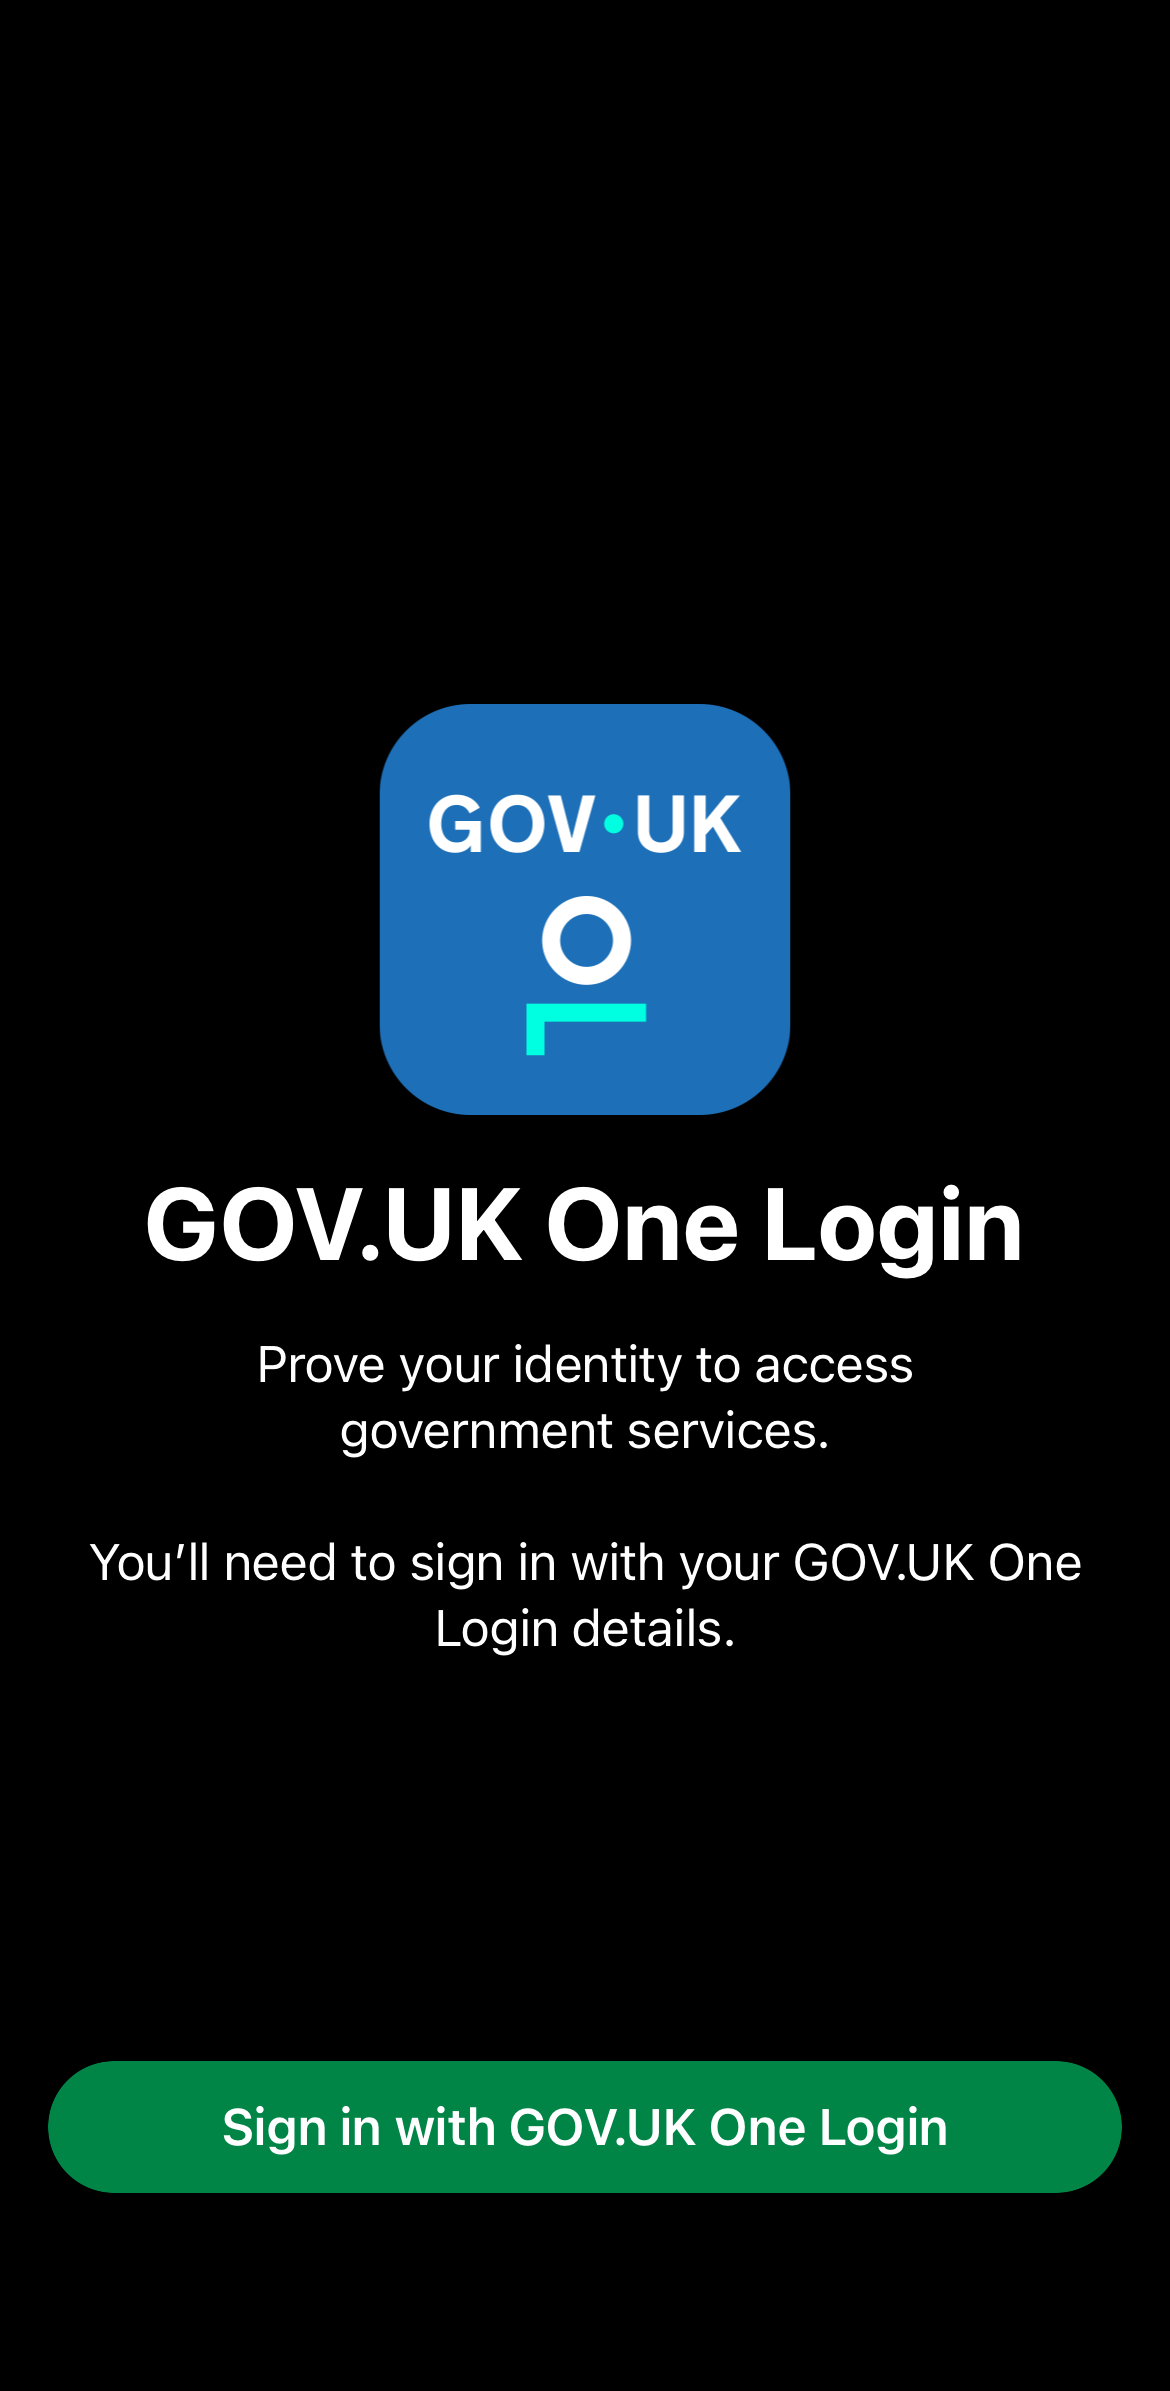 GOV•UK
GOV.UK One Login
Prove your identity to access
government services.
You’ll need to sign in with your GOV.UK One
Login details.
Sign in with GOV.UK One Login